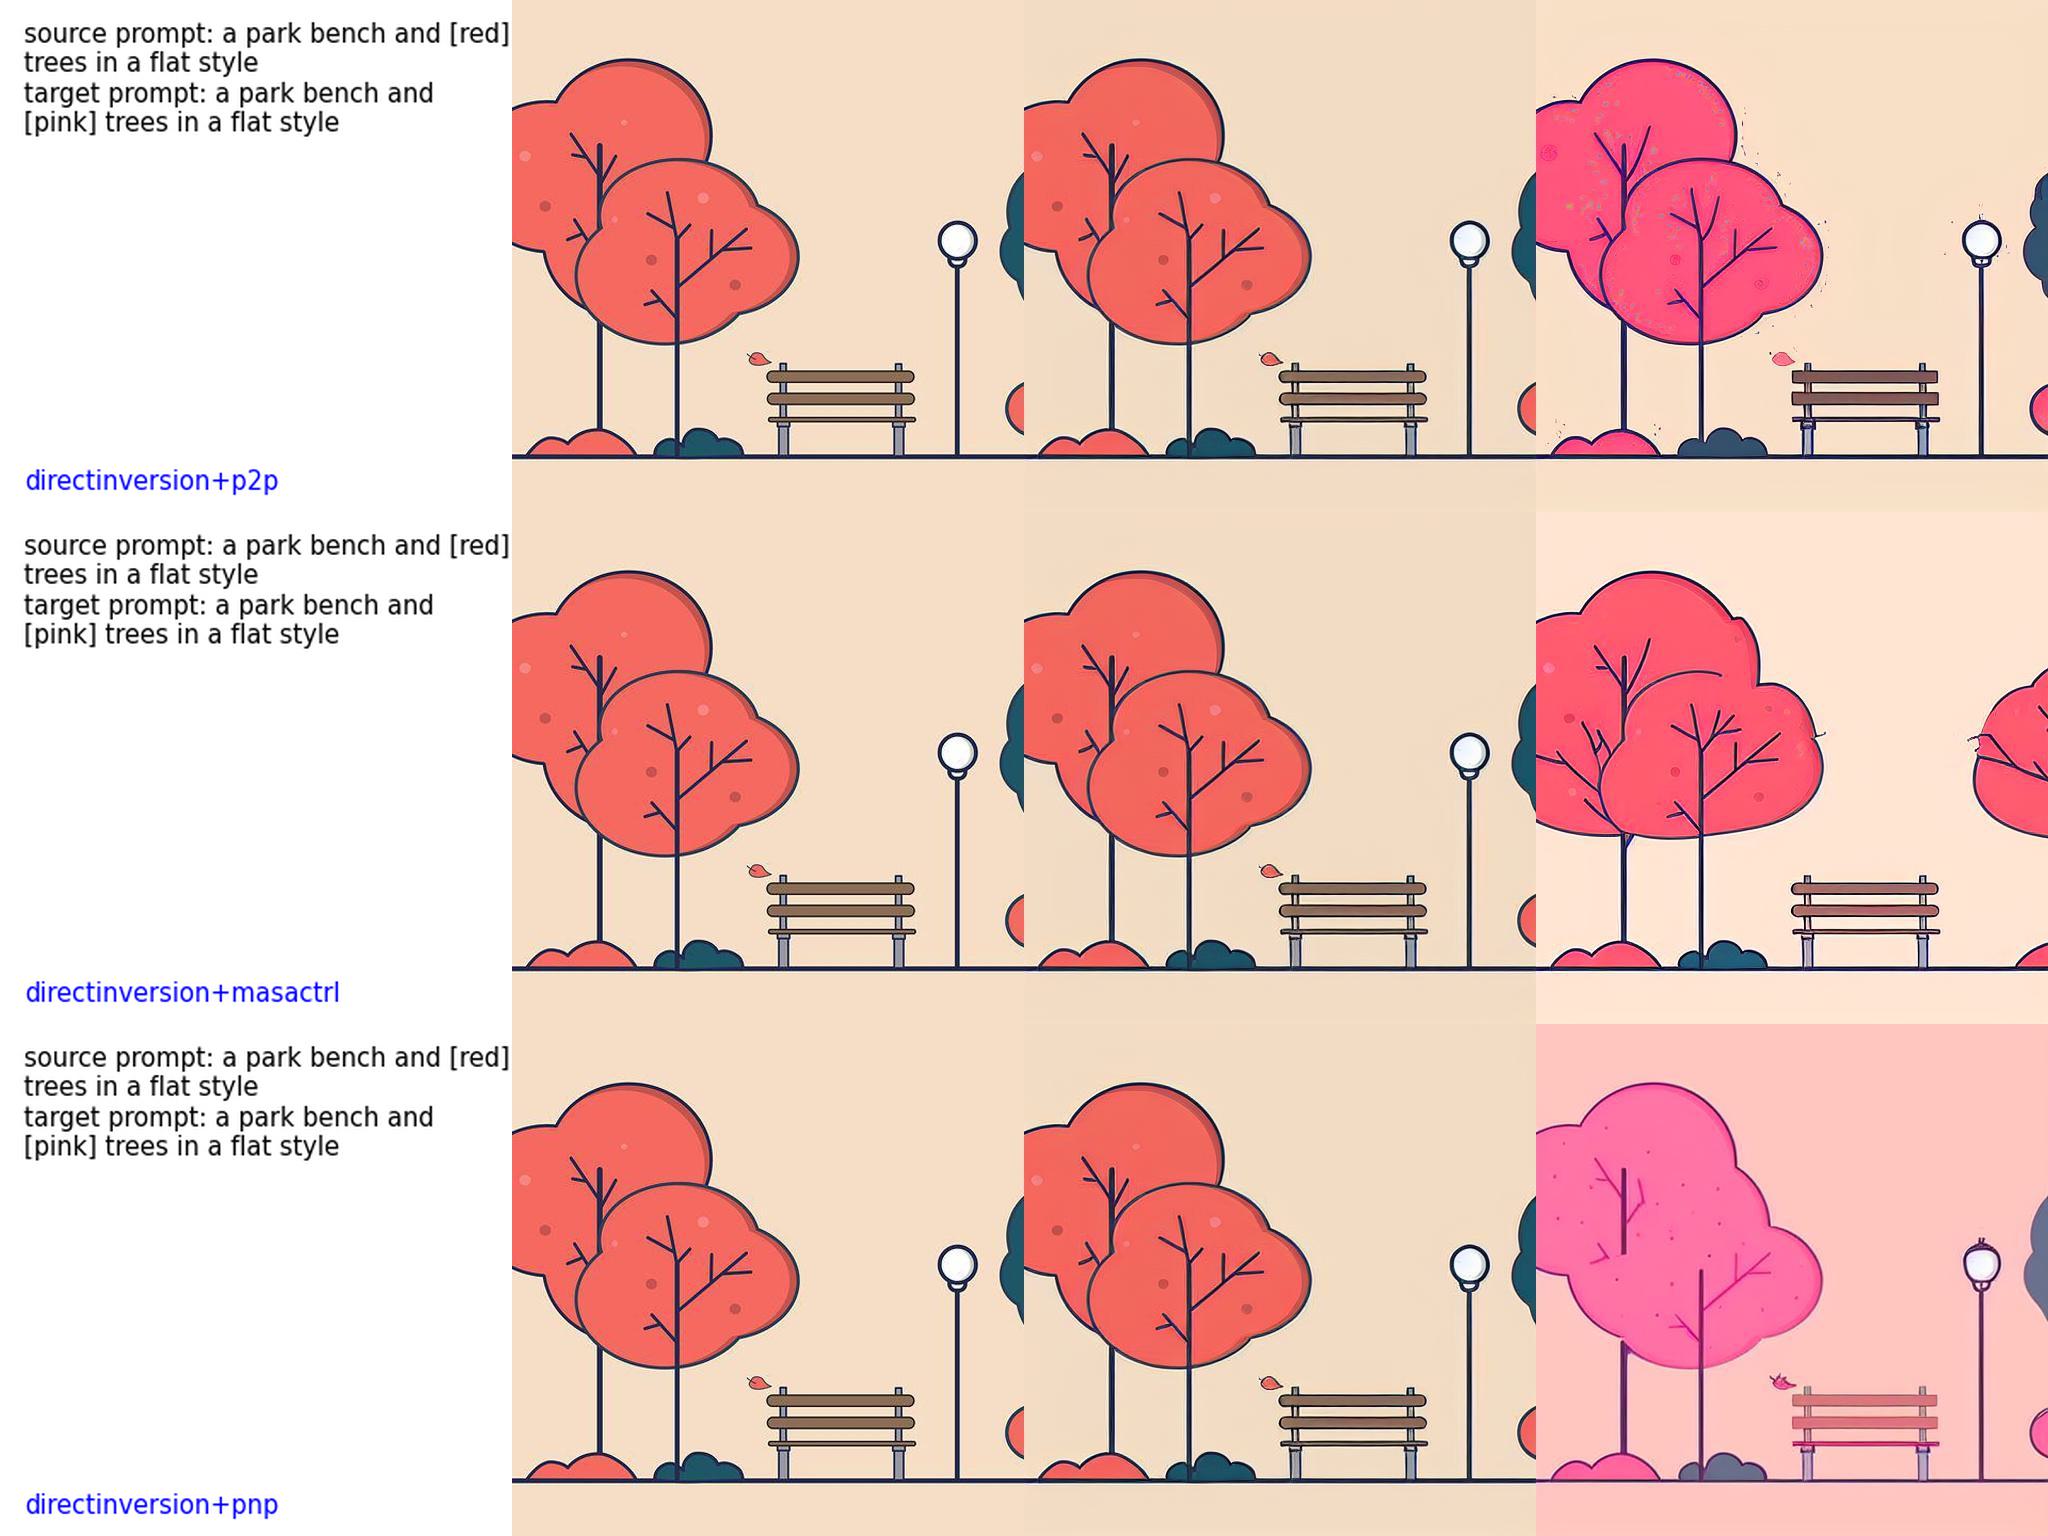 source prompt: a park bench and [red]
trees in a flat style
target prompt: a park bench and
[pink] trees in a flat style
directinversion+p2p
source prompt: a park bench and [red]
trees in a flat style
target prompt: a park bench and
[pink] trees in a flat style
directinversion+masactrl
source prompt: a park bench and [red]
trees in a flat style
target prompt: a park bench and
[pink] trees in a flat style
directinversion+pnp